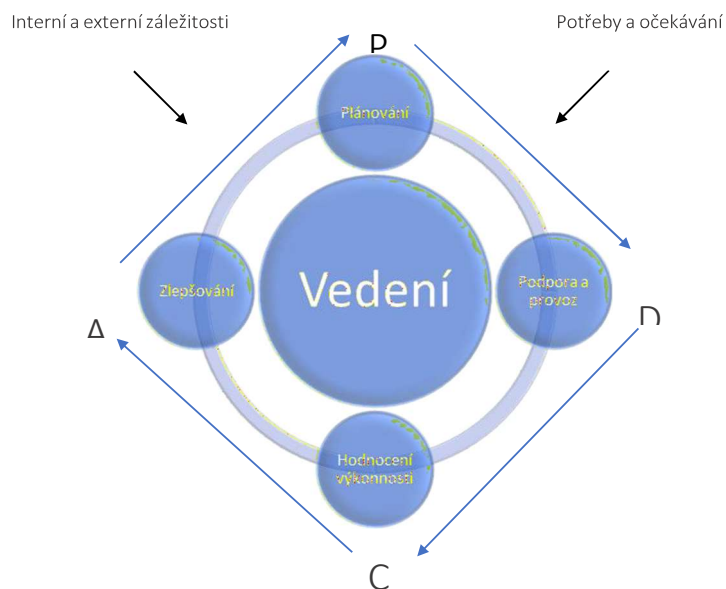 Interní a externí záležitosti
Potřeby a očekávání
P
Plánování
Zlepšování
Vedení
Podpora a
provoz
A
D
Hodnocení
výkonnosti
C